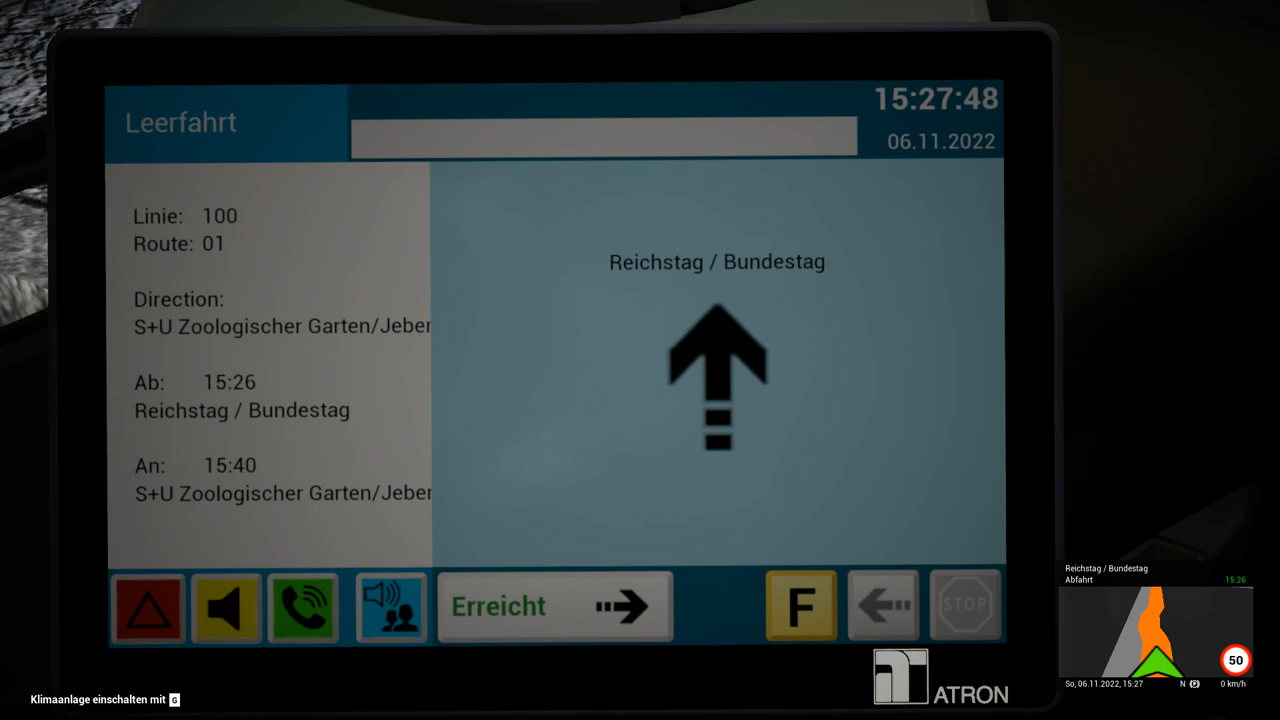 Leerfahrt
15:27:48
06.11.2022
Linie: 100
Route: 01
Direction:
S+U Zoologischer Garten/Jeber
Ab: 15:26
Reichstag / Bundestag
An: 15:40
S+U Zoologischer Garten/Jeber
Reichstag / Bundestag
Erreicht
F
STOP
ATRON
Klimaanlage einschalten mit G
Reichstag / Bundestag
Abfahrt 15:26
50
So, 06.11.2022, 15:27 N (P) 0 km/h